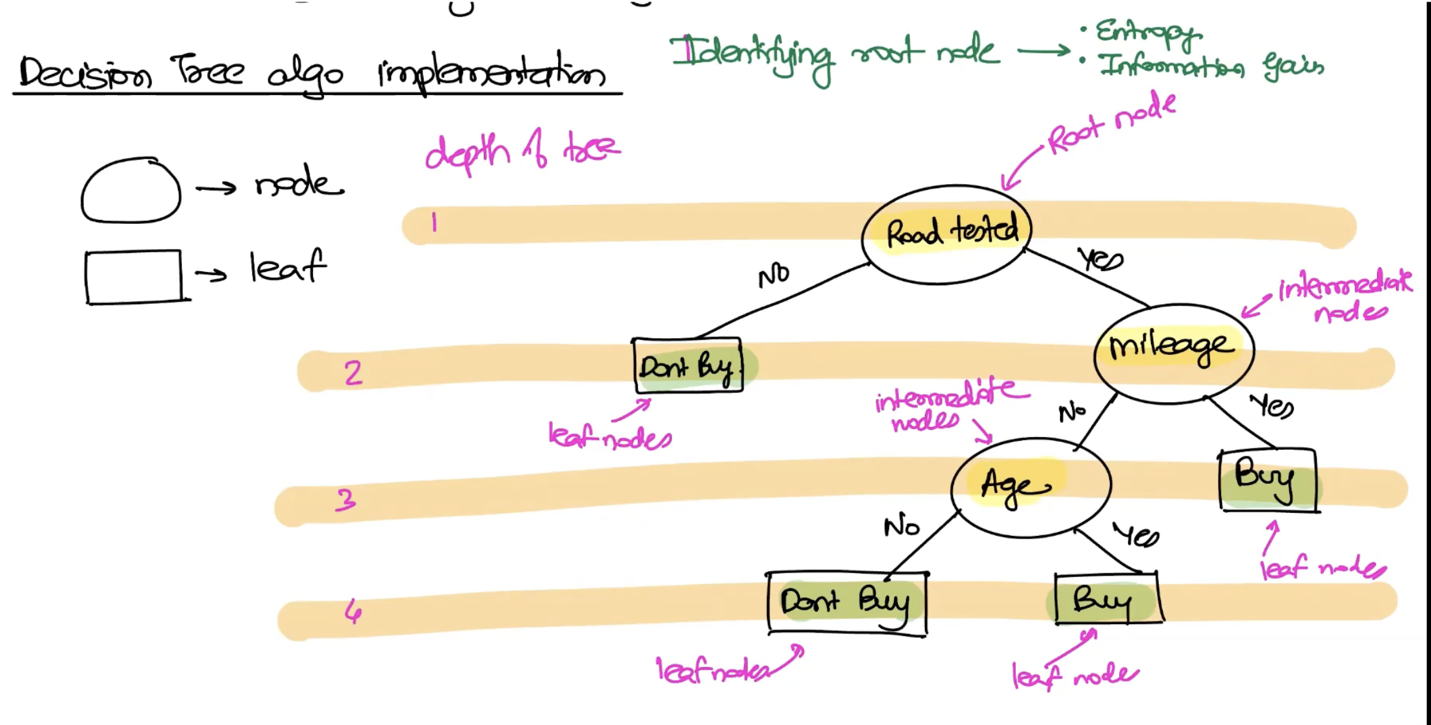 Identifying root node → • Entropy
• Information Gain
Decision Tree algo implementation
depth of tree
Root node
→ node
→ leaf
1
Road tested
No
Yes
intermediate
nodes
2
Dont Buy
mileage
leaf nodes
intermediate
nodes
No
Yes
3
Age
Buy
No
Yes
leaf nodes
4
Dont Buy
Buy
leaf nodes
leaf node